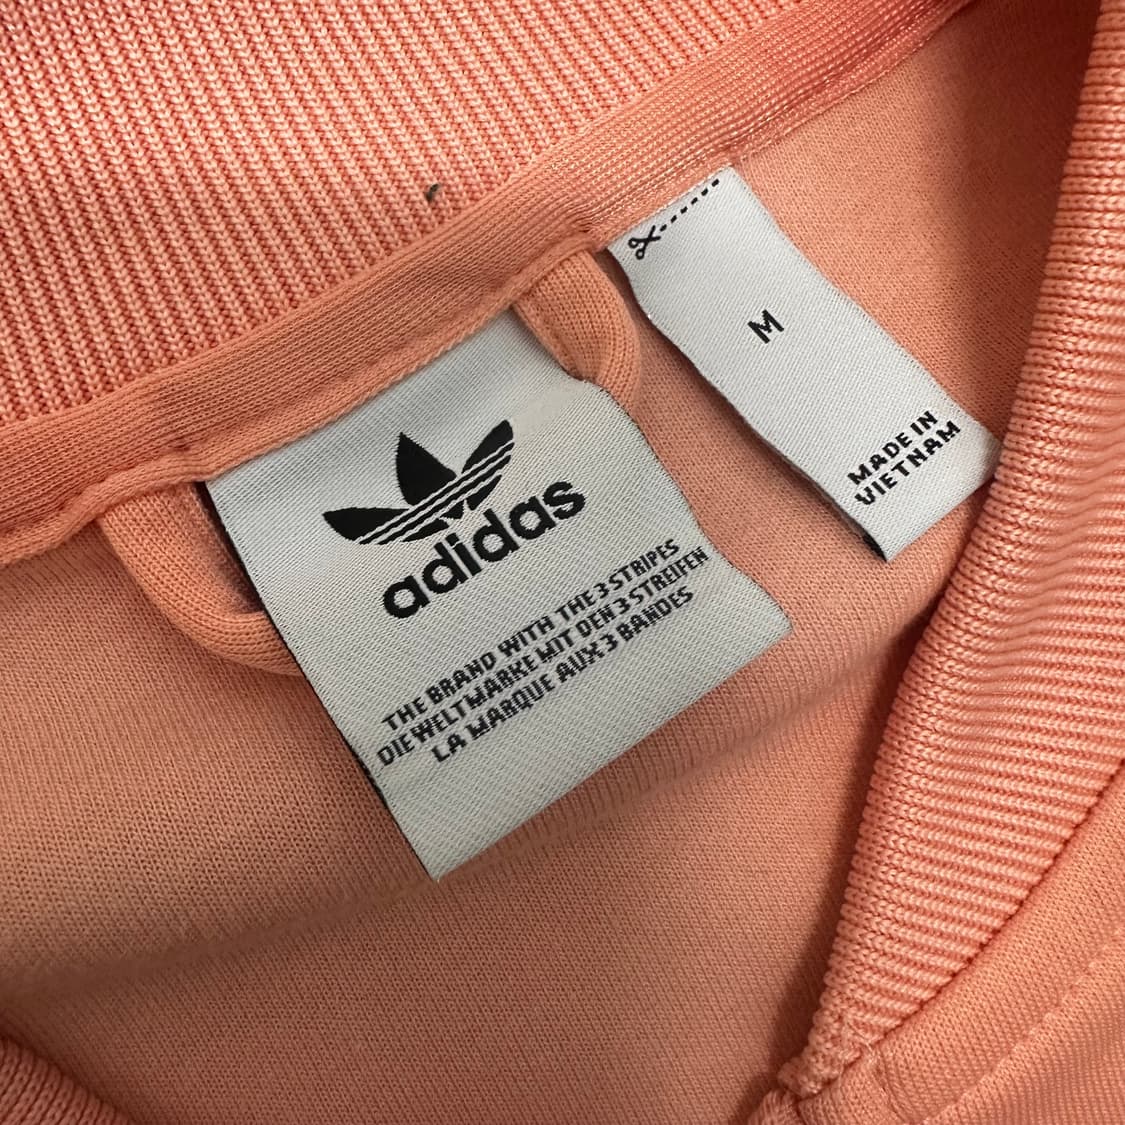 adidas
THE BRAND WITH THE 3 STRIPES
DIE WELTMARKE MIT DEN 3 STREIFEN
LA MARQUE AUX 3 BANDES
M
MADE IN
VIETNAM